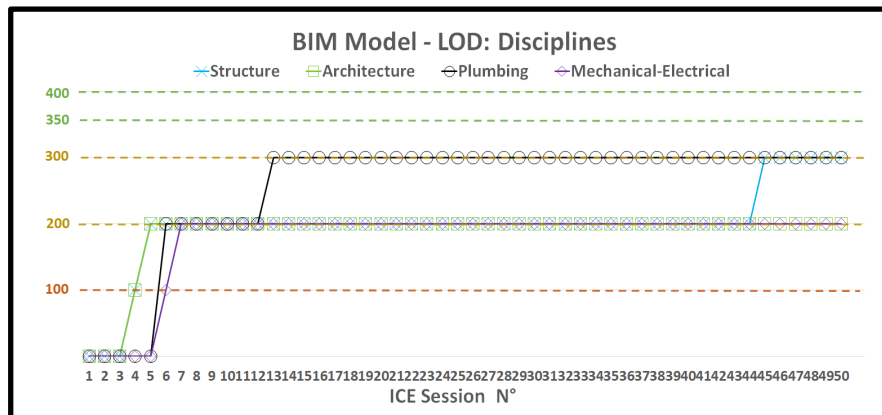 BIM Model - LOD: Disciplines
Structure Architecture Plumbing Mechanical-Electrical
400
350
300
200
100
1 2 3 4 5 6 7 8 9 10 11 12 13 14 15 16 17 18 19 20 21 22 23 24 25 26 27 28 29 30 31 32 33 34 35 36 37 38 39 40 41 42 43 44 45 46 47 48 49 50
ICE Session N°